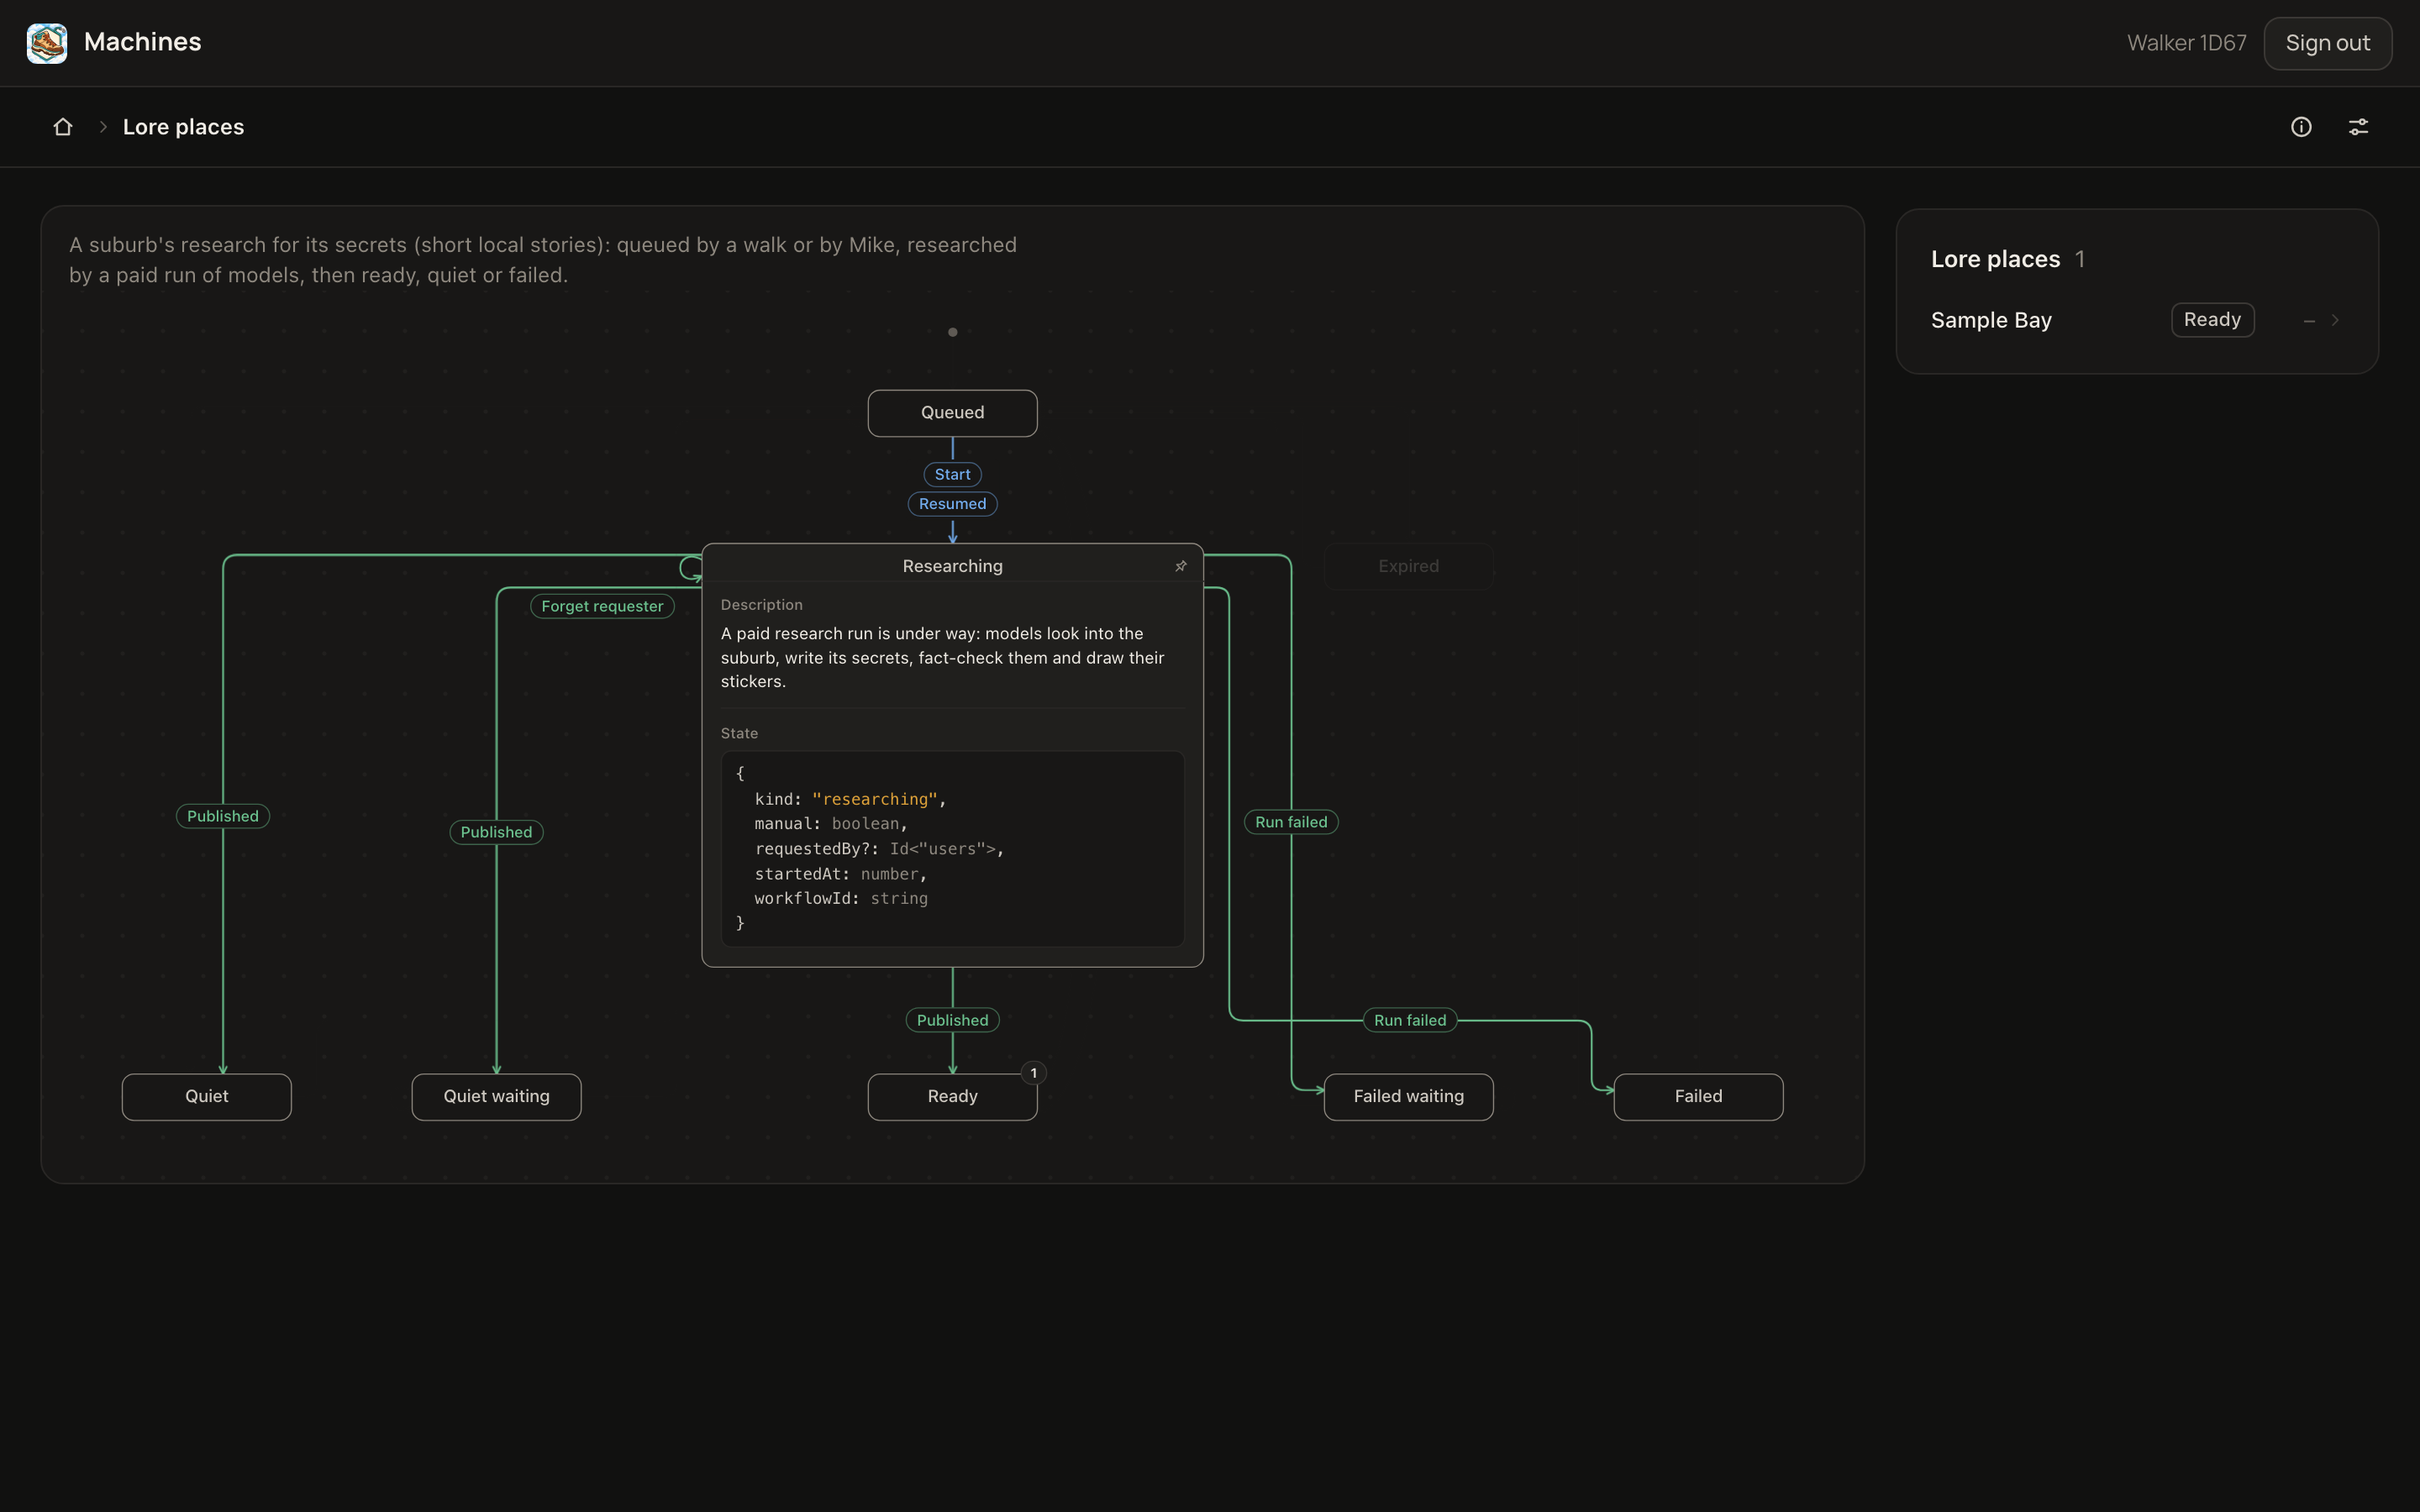 Machines
Walker 1D67
Sign out
Lore places
A suburb's research for its secrets (short local stories): queued by a walk or by Mike, researched
by a paid run of models, then ready, quiet or failed.
Lore places 1
Sample Bay
Ready
–
Queued
Start
Resumed
Researching
Expired
Forget requester
Description
A paid research run is under way: models look into the
suburb, write its secrets, fact-check them and draw their
stickers.
State
{
kind: "researching",
manual: boolean,
requestedBy?: Id<"users">,
startedAt: number,
workflowId: string
}
Published
Published
Run failed
Published
Run failed
1
Quiet
Quiet waiting
Ready
Failed waiting
Failed